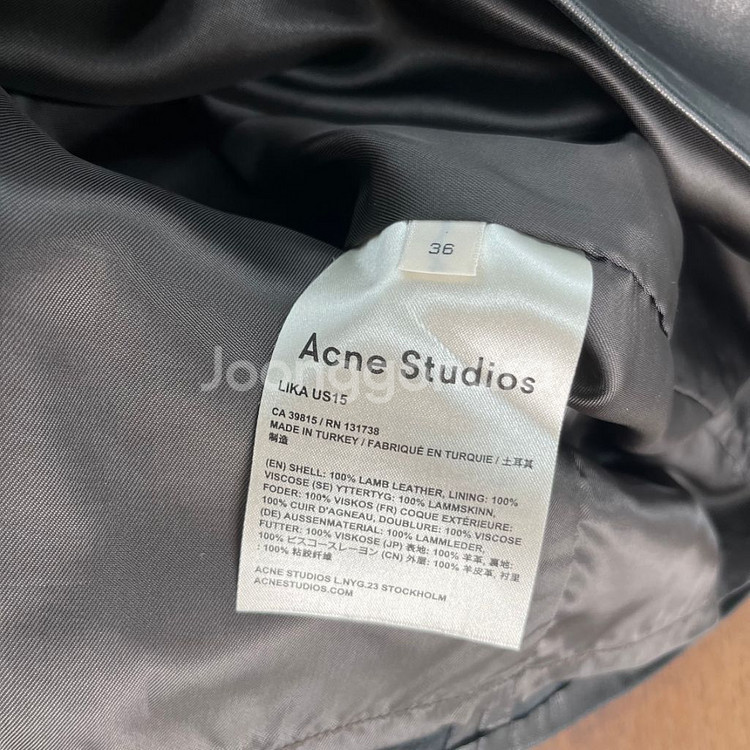 36
Acne Studios
LIKA US15
CA 39815 / RN 131738
MADE IN TURKEY / FABRIQUÉ EN TURQUIE / 土耳其
制造
(EN) SHELL: 100% LAMB LEATHER, LINING: 100%
VISCOSE (SE) YTTERTYG: 100% LAMMSKINN,
FODER: 100% VISKOS (FR) COQUE EXTÉRIEURE:
100% CUIR D'AGNEAU, DOUBLURE: 100% VISCOSE
(DE) AUSSENMATERIAL: 100% LAMMLEDER,
FUTTER: 100% VISKOSE (JP) 表地: 100% 羊革, 裏地:
100% ビスコースレーヨン (CN) 外层: 100% 羊皮革, 衬里
: 100% 粘胶纤维
ACNE STUDIOS L.NYG.23 STOCKHOLM
ACNESTUDIOS.COM